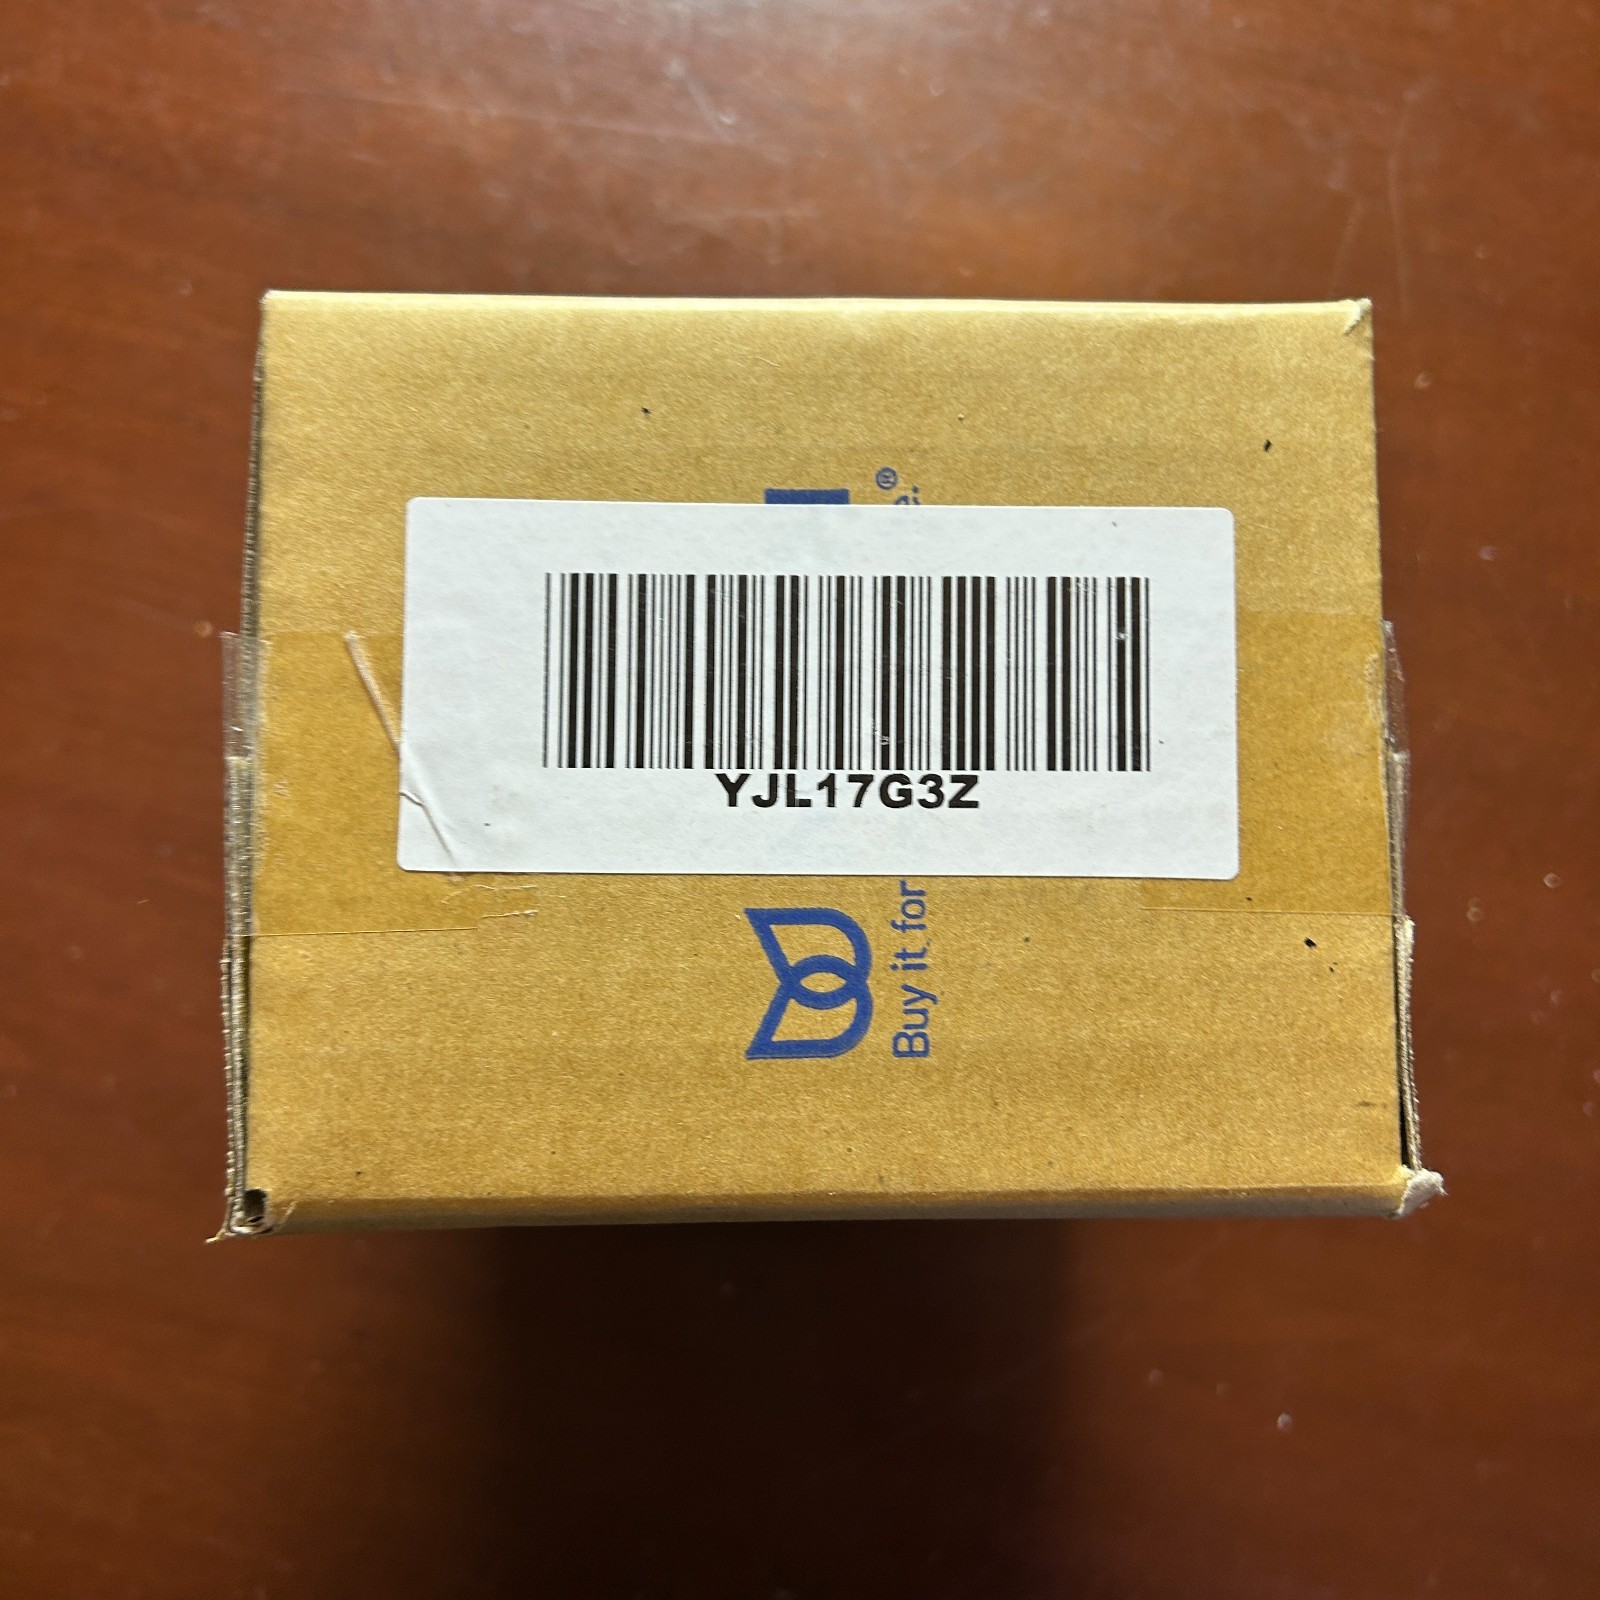 YJL17G3Z
Buy it for
®